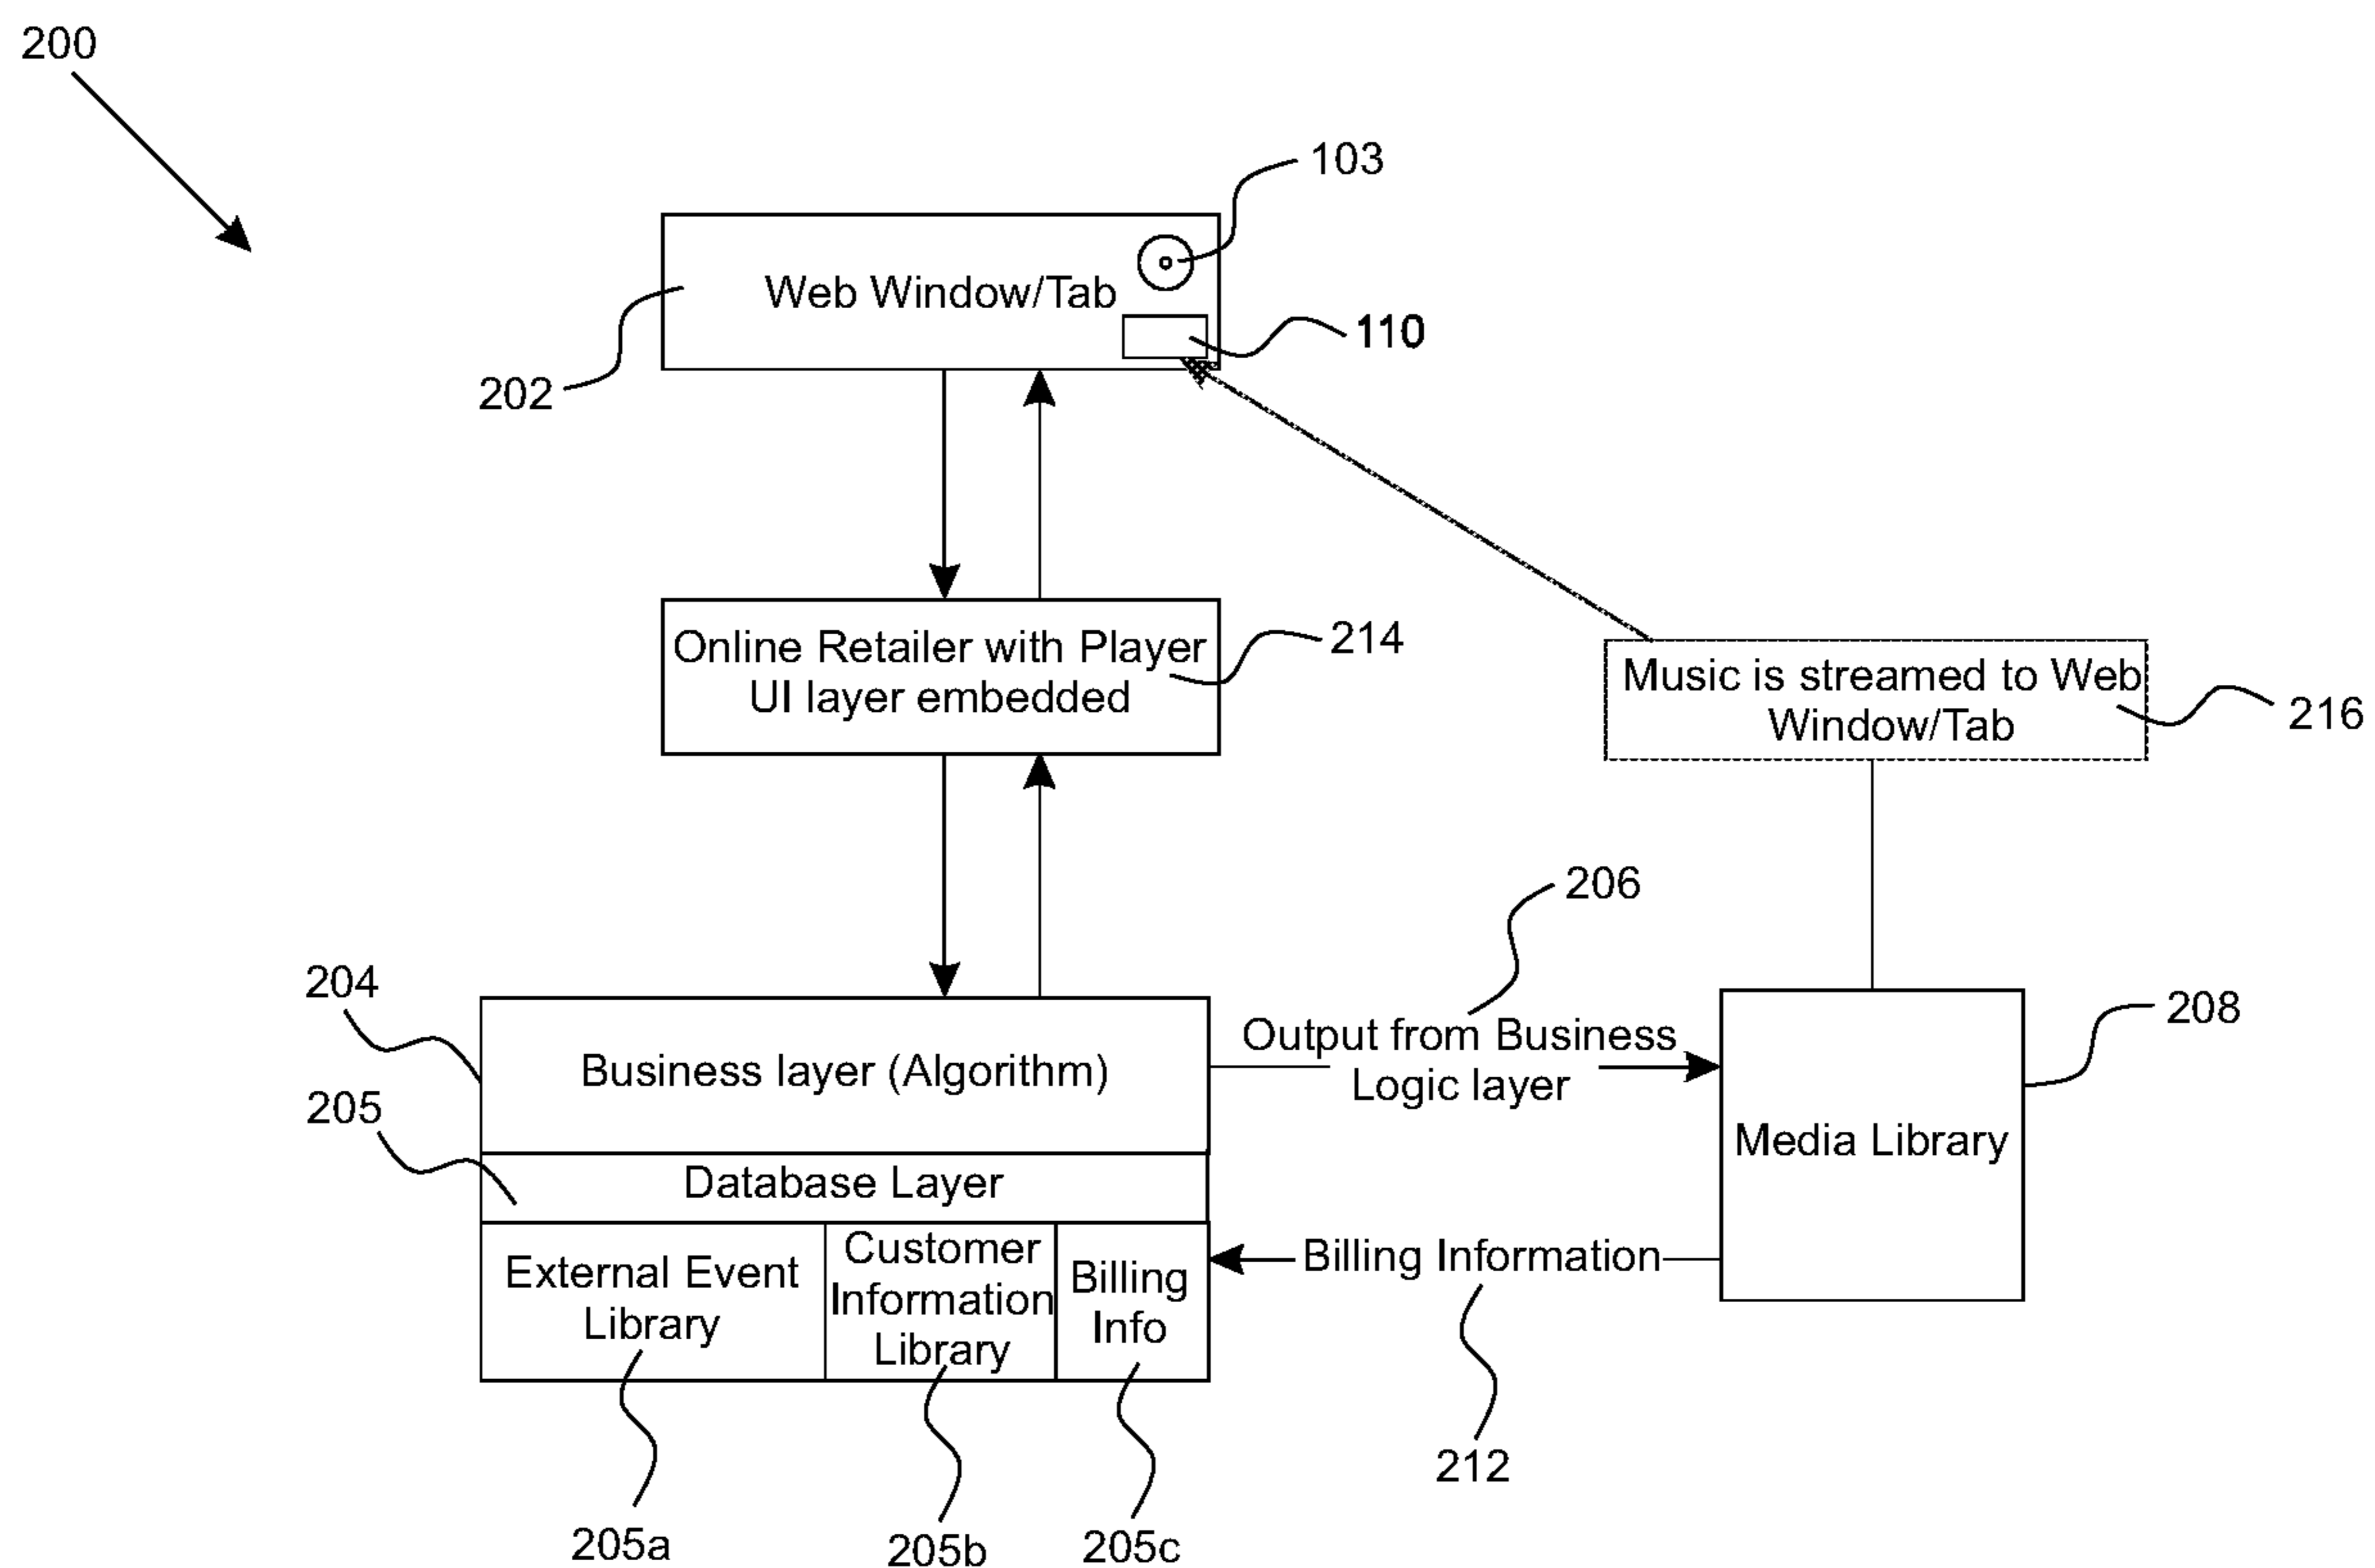 200
103
Web Window/Tab
110
202
Online Retailer with Player
UI layer embedded
214
Music is streamed to Web
Window/Tab
216
206
204
Output from Business
Logic layer
208
Business layer (Algorithm)
205
Media Library
Database Layer
External Event
Library
Customer
Information
Library
Billing
Info
Billing Information
212
205a
205b
205c